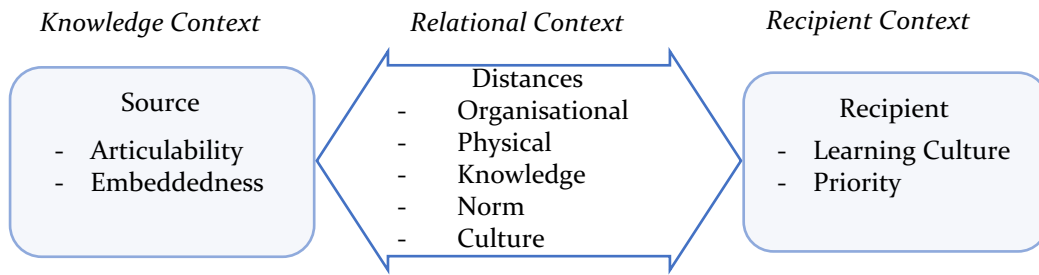 Knowledge Context
Relational Context
Recipient Context
Source
- Articulability
- Embeddedness
Distances
- Organisational
- Physical
- Knowledge
- Norm
- Culture
Recipient
- Learning Culture
- Priority